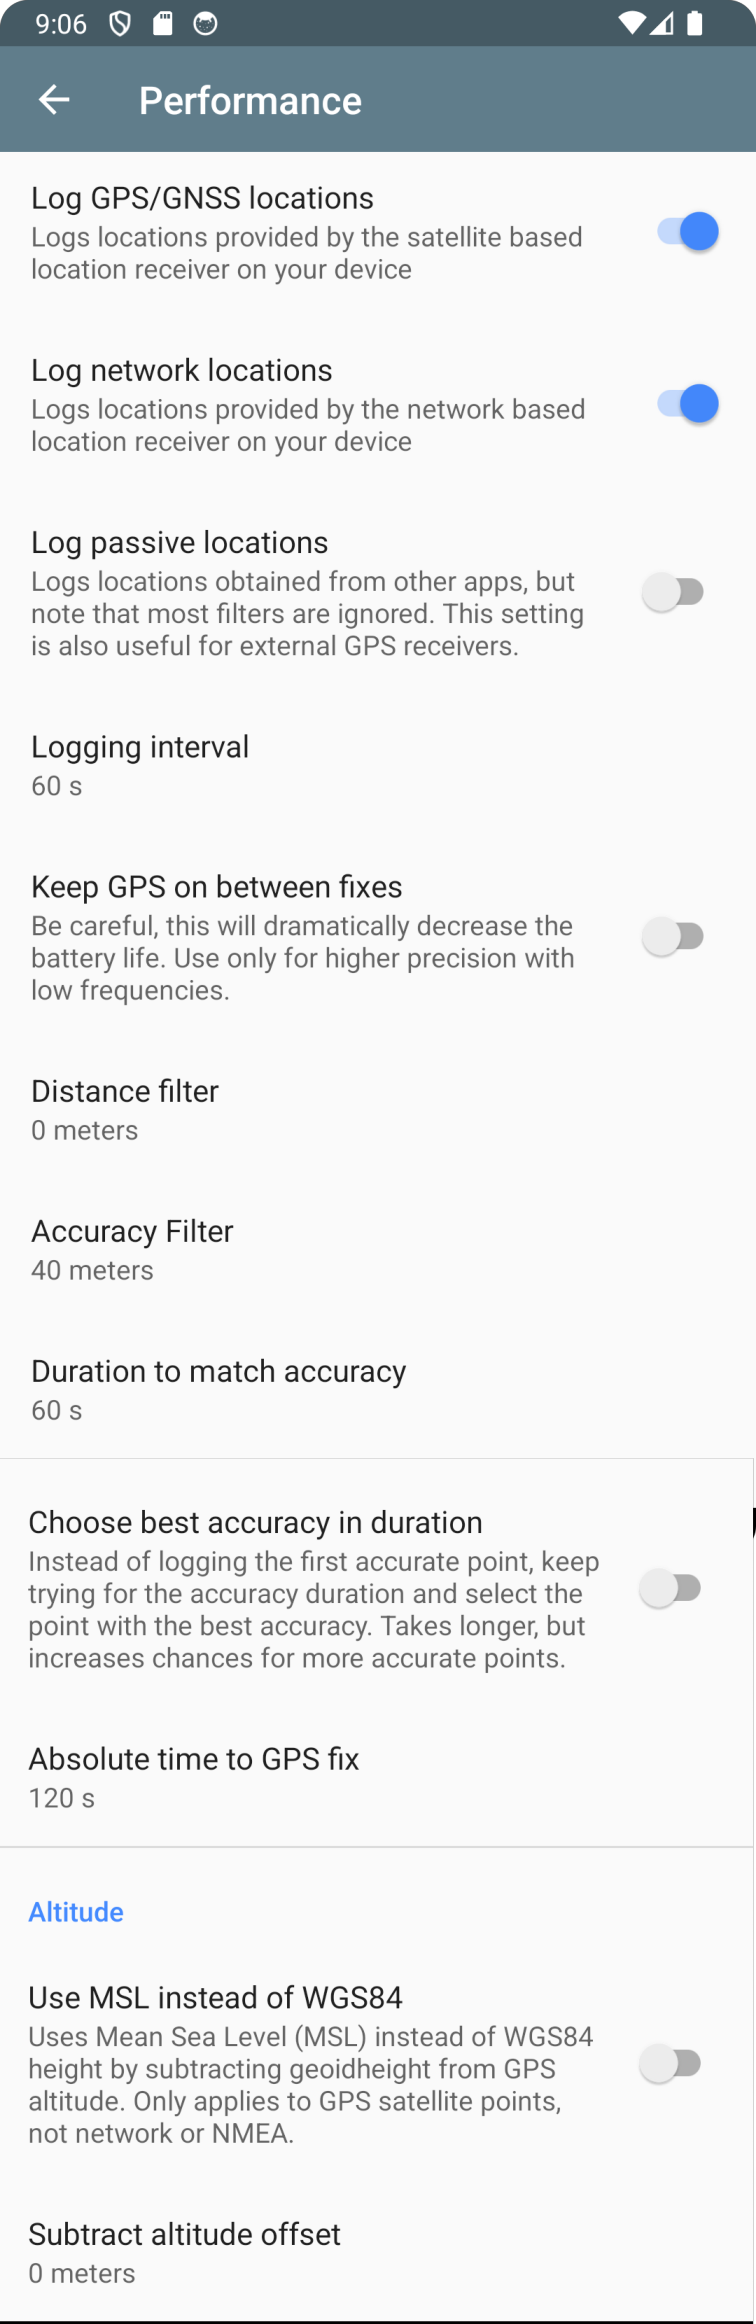 9:06
Performance
Log GPS/GNSS locations
Logs locations provided by the satellite based
location receiver on your device
Log network locations
Logs locations provided by the network based
location receiver on your device
Log passive locations
Logs locations obtained from other apps, but
note that most filters are ignored. This setting
is also useful for external GPS receivers.
Logging interval
60 s
Keep GPS on between fixes
Be careful, this will dramatically decrease the
battery life. Use only for higher precision with
low frequencies.
Distance filter
0 meters
Accuracy Filter
40 meters
Duration to match accuracy
60 s
Choose best accuracy in duration
Instead of logging the first accurate point, keep
trying for the accuracy duration and select the
point with the best accuracy. Takes longer, but
increases chances for more accurate points.
Absolute time to GPS fix
120 s
Altitude
Use MSL instead of WGS84
Uses Mean Sea Level (MSL) instead of WGS84
height by subtracting geoidheight from GPS
altitude. Only applies to GPS satellite points,
not network or NMEA.
Subtract altitude offset
0 meters